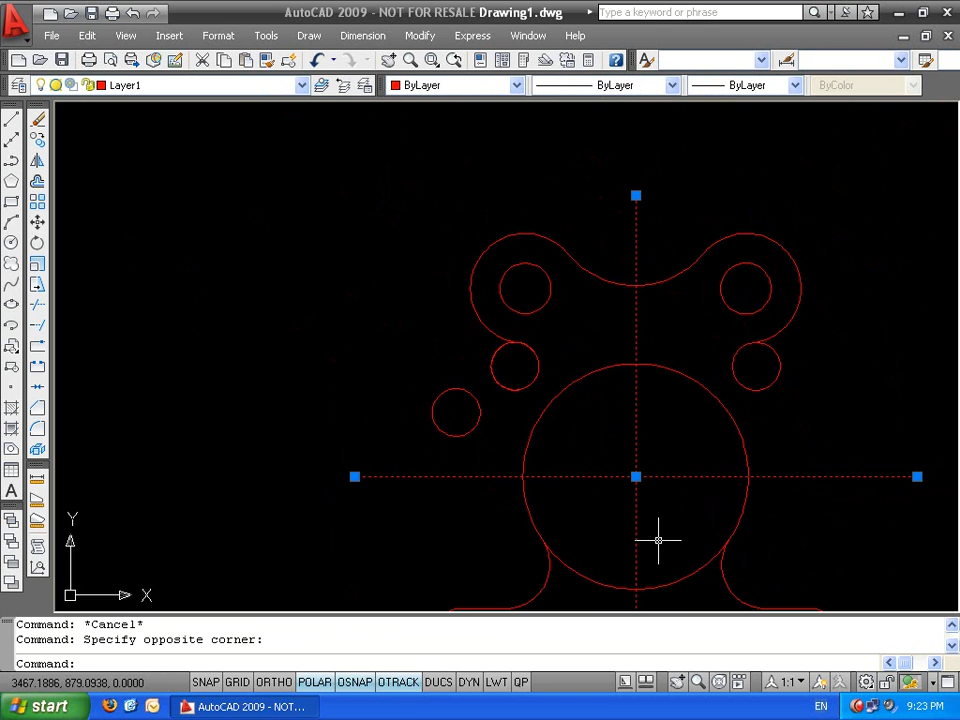 AutoCAD 2009 - NOT FOR RESALE Drawing1.dwg
Type a keyword or phrase
File Edit View Insert Format Tools Draw Dimension Modify Express Window Help
Layer1 ByLayer ByLayer ByLayer ByColor
A
Y
X
Command: *Cancel*
Command: Specify opposite corner:
Command:
3467.1886, 879.0938, 0.0000 SNAP GRID ORTHO POLAR OSNAP OTRACK DUCS DYN LWT QP 1:1
start AutoCAD 2009 - NOT... EN 9:23 PM